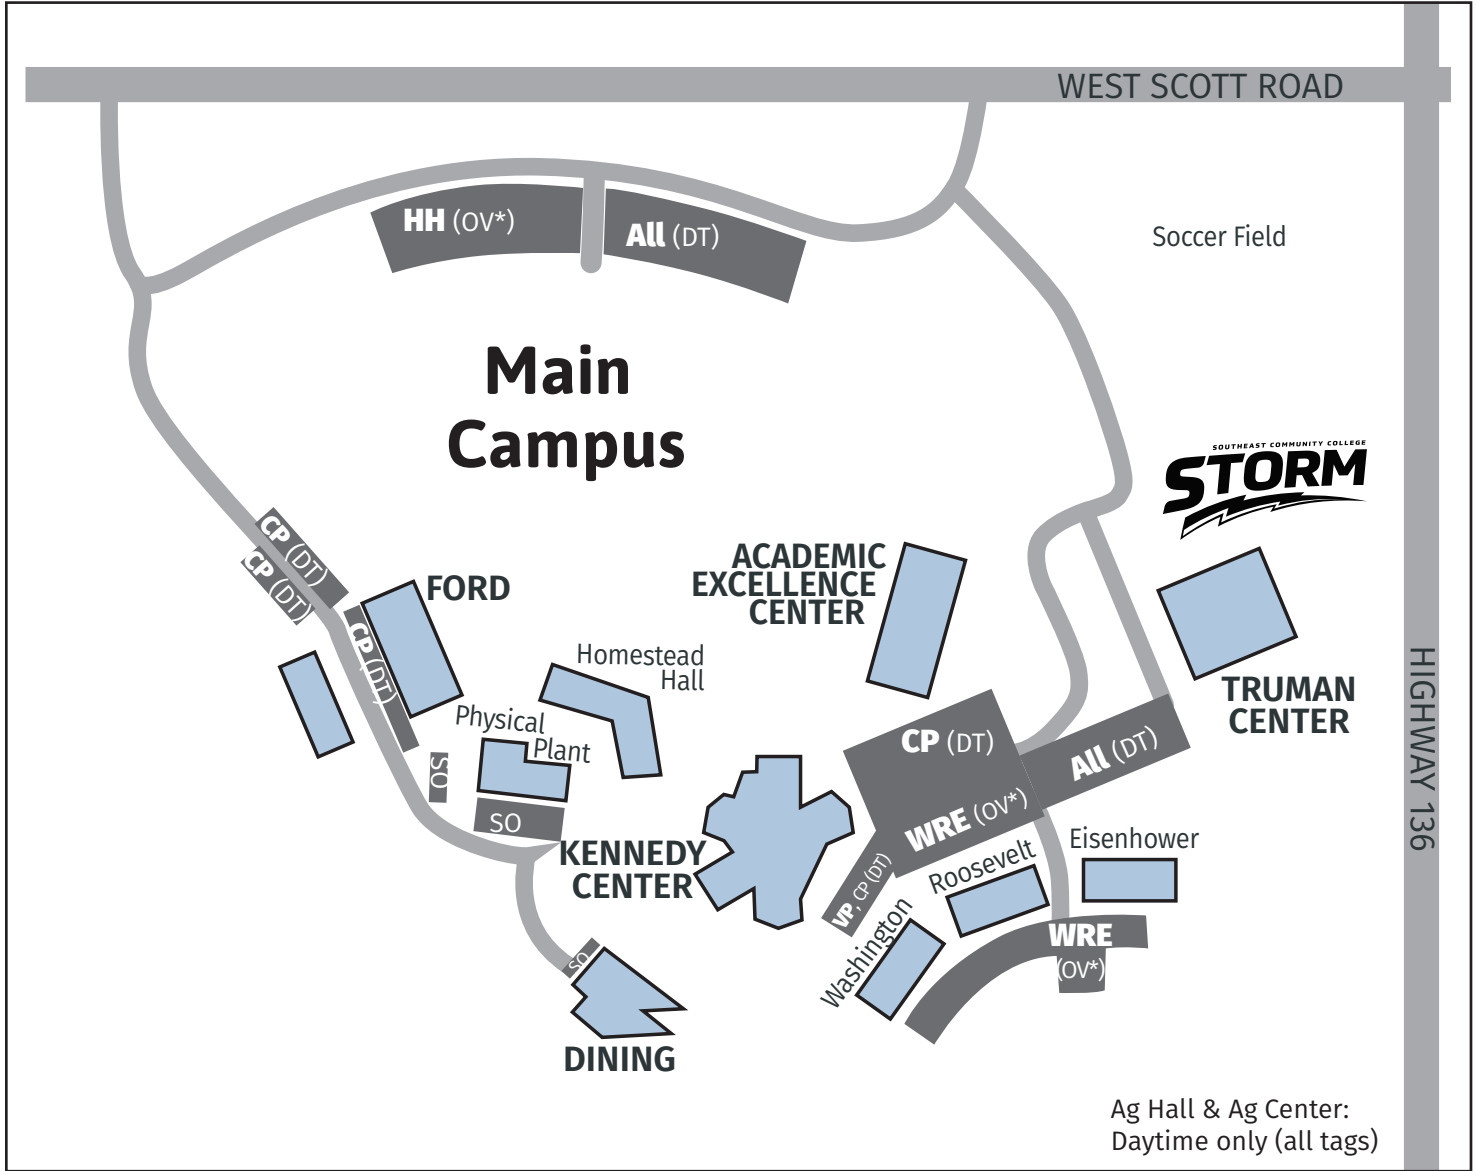 WEST SCOTT ROAD
HH (OV*)
All (DT)
Soccer Field
Main
Campus
SOUTHEAST COMMUNITY COLLEGE
STORM
CP (DT)
CP (DT)
FORD
CP (DT)
ACADEMIC
EXCELLENCE
CENTER
Homestead
Hall
Physical
Plant
SO
SO
KENNEDY
CENTER
CP (DT)
WRE (OV*)
All (DT)
TRUMAN
CENTER
HIGHWAY 136
VP, CP (DT)
Roosevelt
Eisenhower
Washington
WRE
(OV*)
SO
DINING
Ag Hall & Ag Center:
Daytime only (all tags)